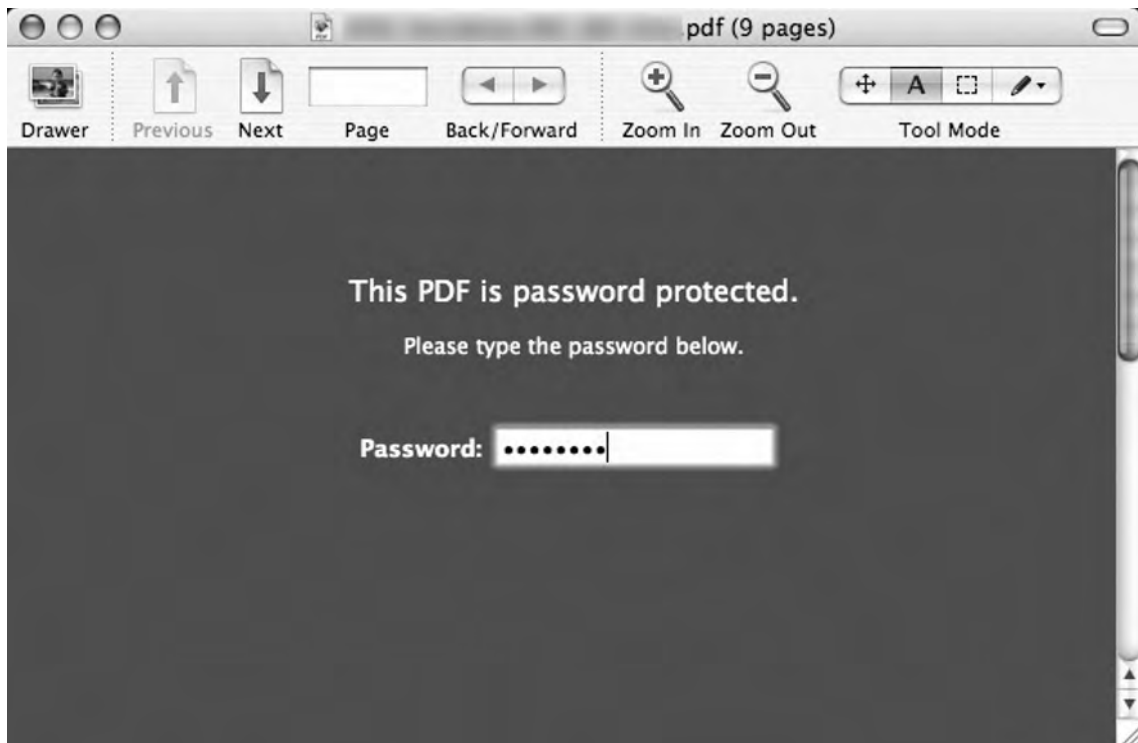 .pdf (9 pages)
Drawer Previous Next Page Back/Forward Zoom In Zoom Out Tool Mode
A
This PDF is password protected.
Please type the password below.
Password: ••••••••